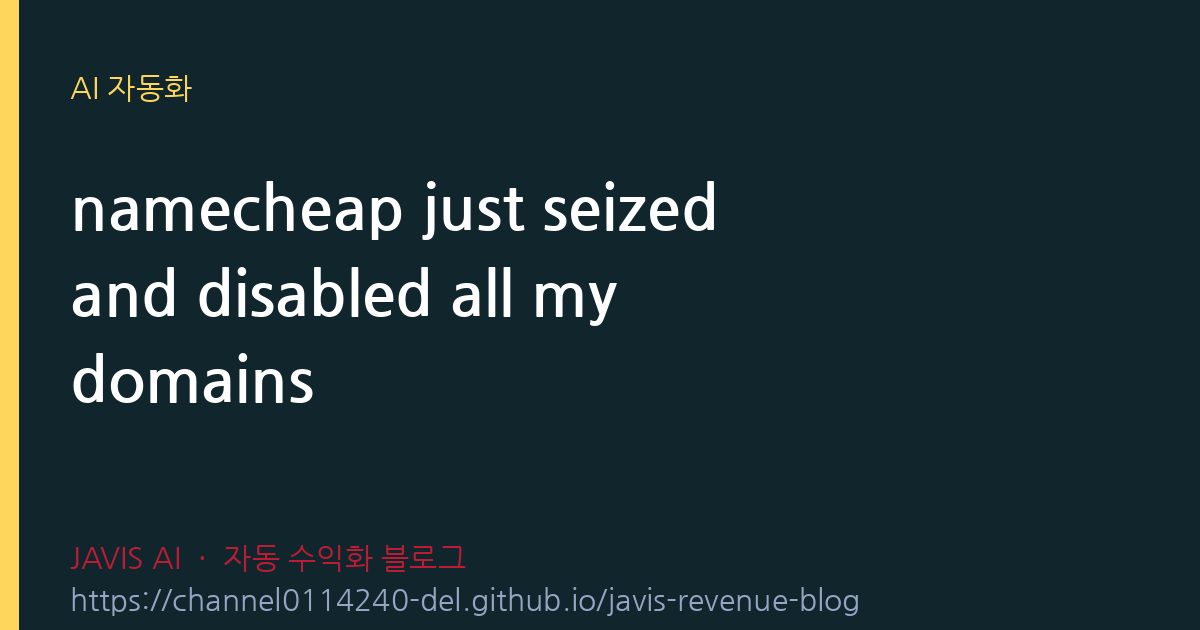 AI 자동화
namecheap just seized
and disabled all my
domains
JAVIS AI · 자동 수익화 블로그
https://channel0114240-del.github.io/javis-revenue-blog